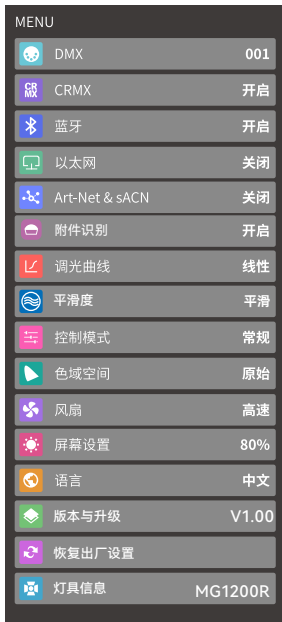 MENU
DMX 001
CRMX 开启
蓝牙 开启
以太网 关闭
Art-Net & sACN 关闭
附件识别 开启
调光曲线 线性
平滑度 平滑
控制模式 常规
色域空间 原始
风扇 高速
屏幕设置 80%
语言 中文
版本与升级 V1.00
恢复出厂设置
灯具信息 MG1200R